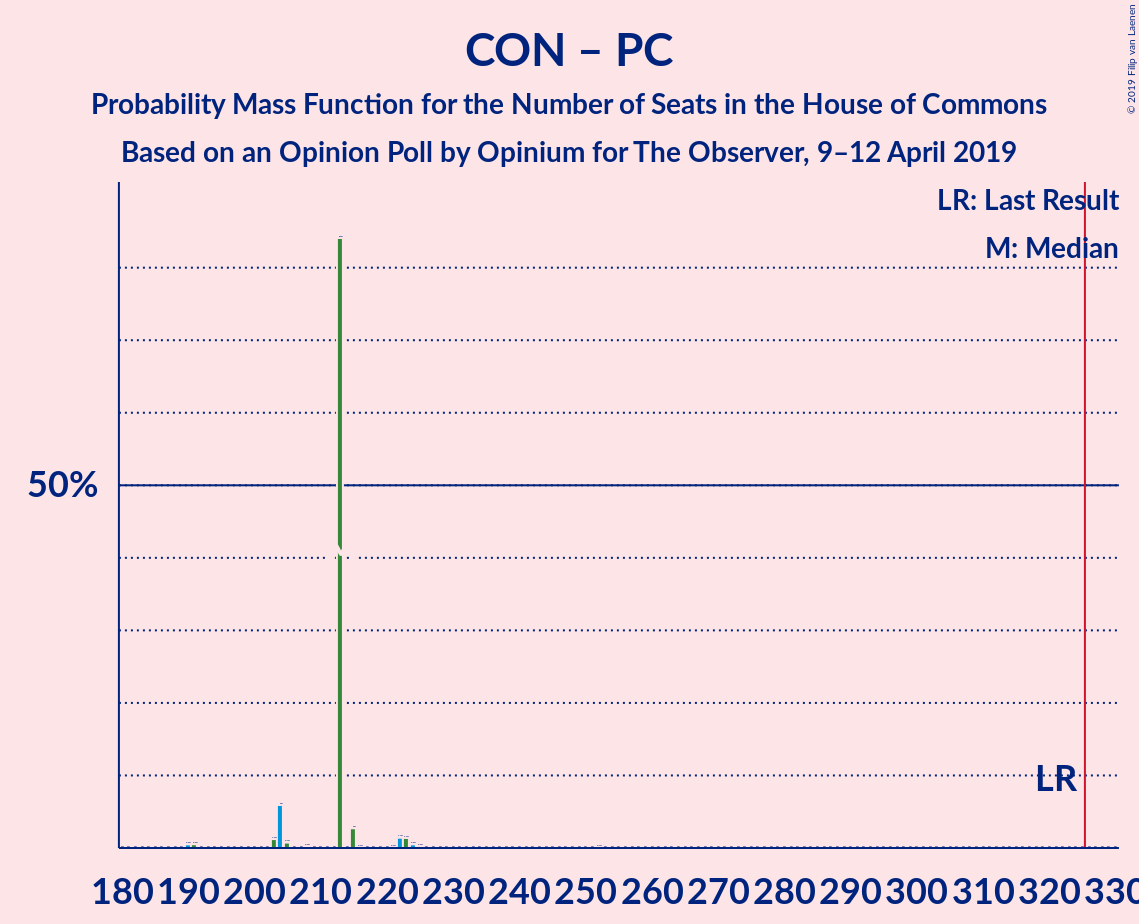 © 2019 Filip van Laenen
CON – PC
Probability Mass Function for the Number of Seats in the House of Commons
Based on an Opinion Poll by Opinium for The Observer, 9–12 April 2019
LR: Last Result
M: Median
50%
LR
180 190 200 210 220 230 240 250 260 270 280 290 300 310 320 330